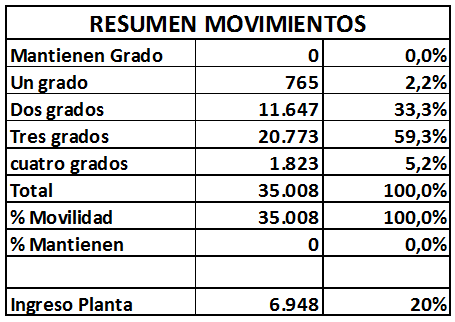 RESUMEN MOVIMIENTOS
Mantienen Grado 0 0,0%
Un grado 765 2,2%
Dos grados 11.647 33,3%
Tres grados 20.773 59,3%
cuatro grados 1.823 5,2%
Total 35.008 100,0%
% Movilidad 35.008 100,0%
% Mantienen 0 0,0%
Ingreso Planta 6.948 20%